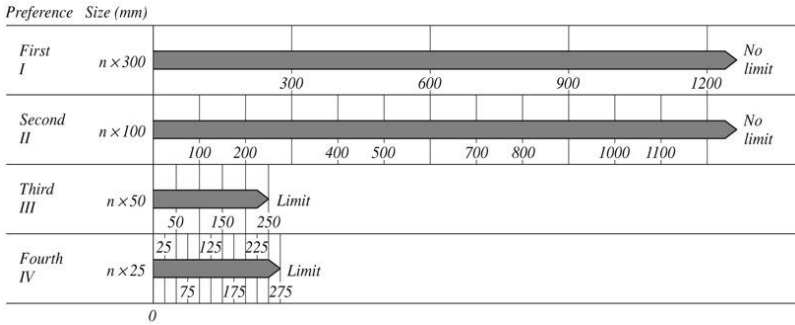 Preference Size (mm)
First
I
n × 300
300 600 900 1200
No
limit
Second
II
n × 100
100 200 400 500 700 800 1000 1100
No
limit
Third
III
n × 50
50 150 250
Limit
Fourth
IV
n × 25
25 125 225
75 175 275
Limit
0